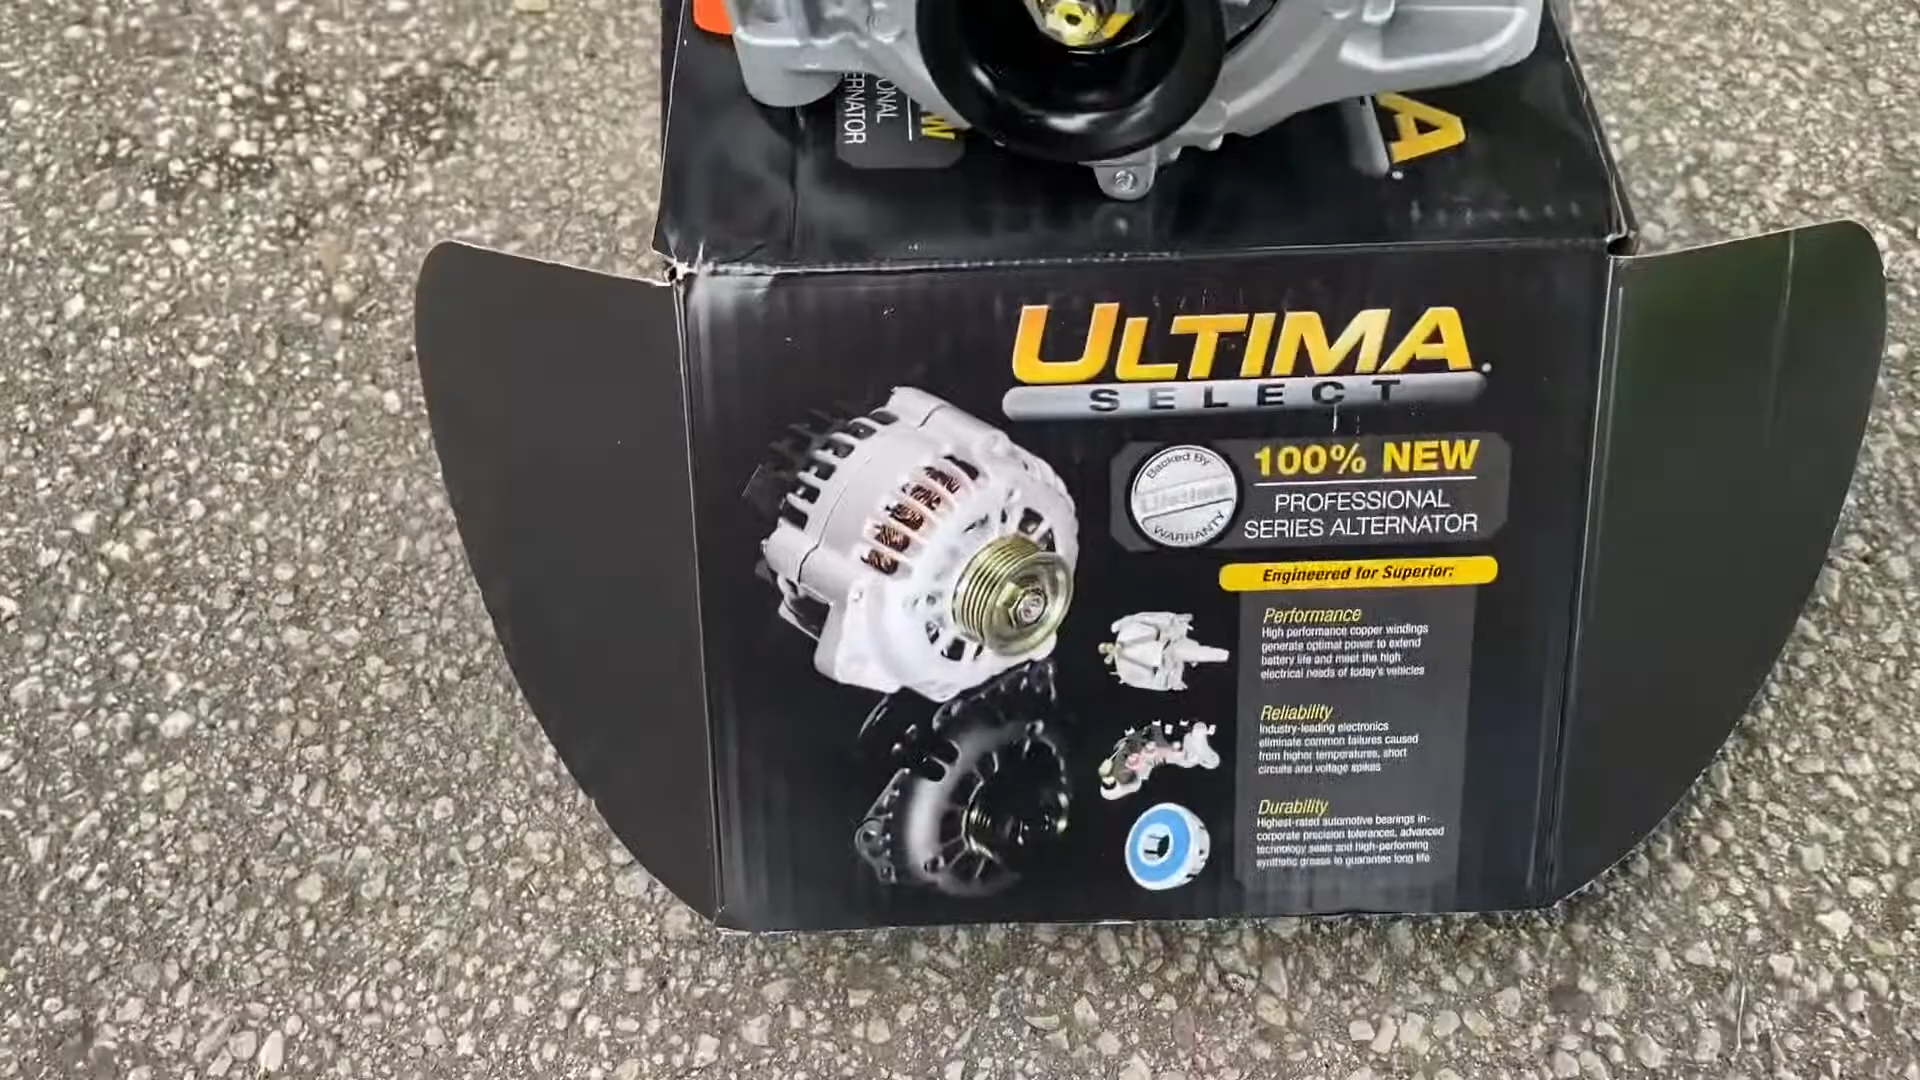 ONAL
ERNATOR
W
A
ULTIMA
SELECT
Backed By
Lifetime
WARRANTY
100% NEW
PROFESSIONAL
SERIES ALTERNATOR
Engineered for Superior:
Performance
High performance copper windings
generate optimal power to extend
battery life and meet the high
electrical needs of today's vehicles
Reliability
Industry-leading electronics
eliminate common failures caused
from higher temperatures, short
circuits and voltage spikes
Durability
Highest-rated automotive bearings in-
corporate precision tolerances, advanced
technology seals and high-performing
synthetic grease to guarantee long life